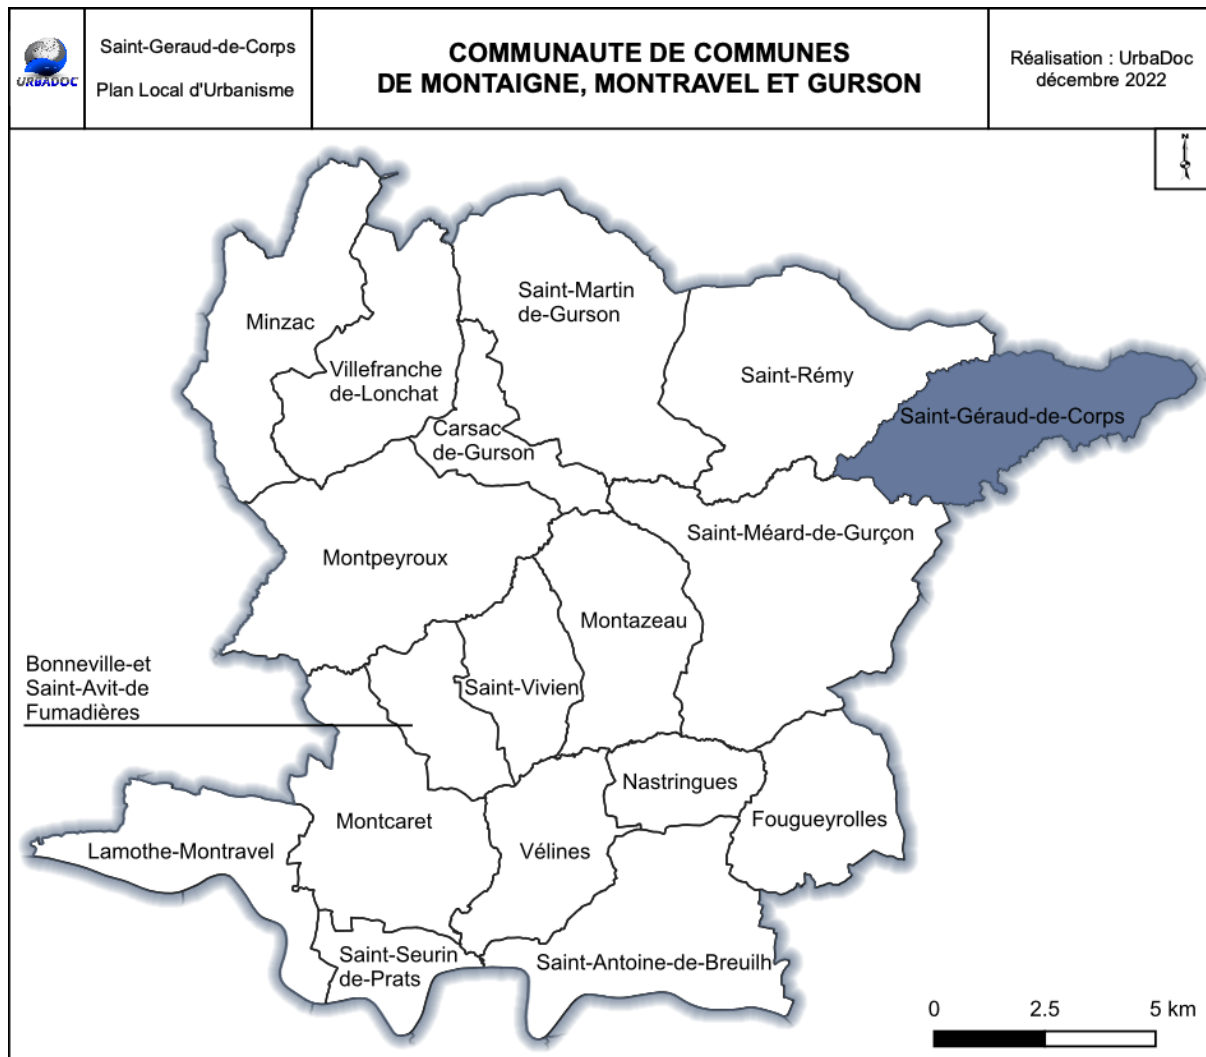 URBADOC
Saint-Geraud-de-Corps
Plan Local d'Urbanisme
COMMUNAUTE DE COMMUNES
DE MONTAIGNE, MONTRAVEL ET GURSON
Réalisation : UrbaDoc
décembre 2022
N
Minzac
Villefranche
de-Lonchat
Saint-Martin
de-Gurson
Carsac
de-Gurson
Saint-Rémy
Saint-Géraud-de-Corps
Saint-Méard-de-Gurçon
Montpeyroux
Montazeau
Bonneville-et
Saint-Avit-de
Fumadières
Saint-Vivien
Nastringues
Fougueyrolles
Montcaret
Vélines
Lamothe-Montravel
Saint-Seurin
de-Prats
Saint-Antoine-de-Breuilh
0 2.5 5 km